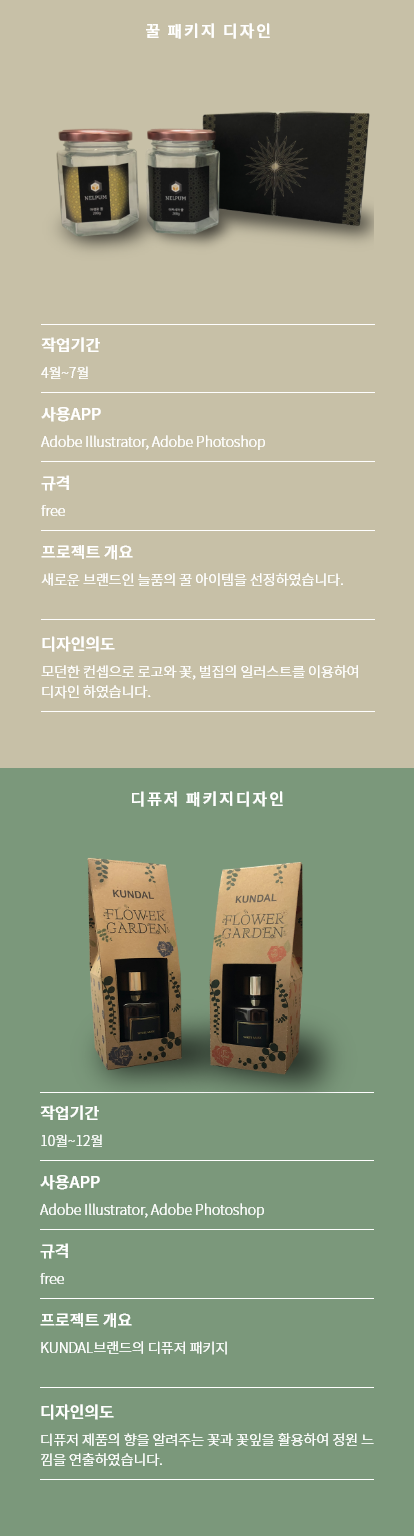 꿀 패키지 디자인
NELPUM
NELPUM
작업기간
4월~7월
사용APP
Adobe Illustrator, Adobe Photoshop
규격
free
프로젝트 개요
새로운 브랜드인 늘품의 꿀 아이템을 선정하였습니다.
디자인의도
모던한 컨셉으로 로고와 꽃, 벌집의 일러스트를 이용하여
디자인 하였습니다.
디퓨저 패키지디자인
KUNDAL
FLOWER
GARDEN
KUNDAL
FLOWER
GARDEN
작업기간
10월~12월
사용APP
Adobe Illustrator, Adobe Photoshop
규격
free
프로젝트 개요
KUNDAL브랜드의 디퓨저 패키지
디자인의도
디퓨저 제품의 향을 알려주는 꽃과 꽃잎을 활용하여 정원 느
낌을 연출하였습니다.